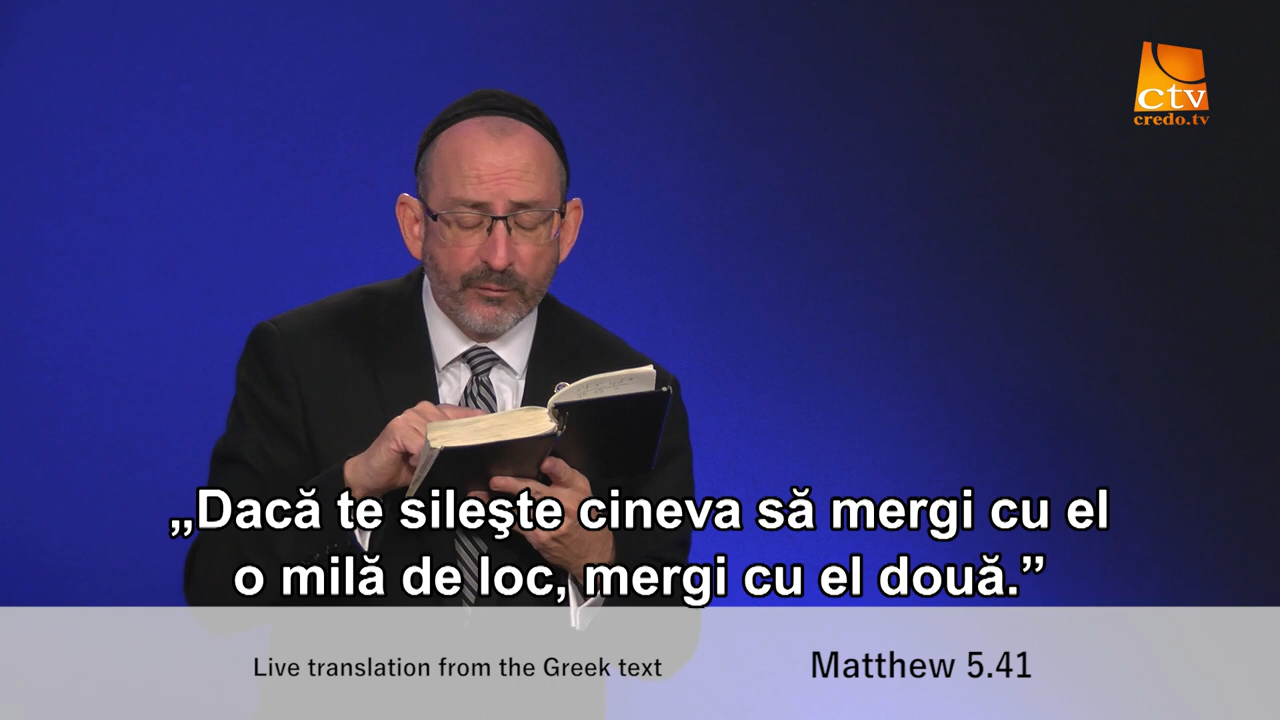 ctv
credo.tv
„Dacă te sileşte cineva să mergi cu el
o milă de loc, mergi cu el două.”
Live translation from the Greek text
Matthew 5.41